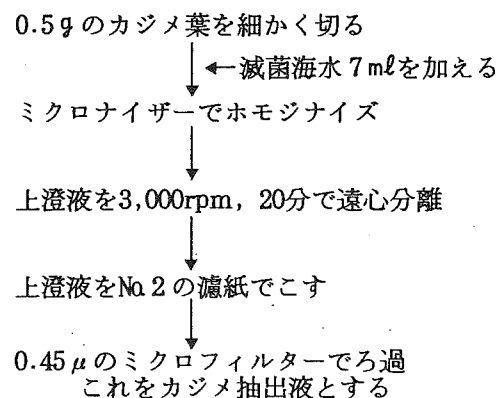 0.5gのカジメ葉を細かく切る
←滅菌海水7mℓを加える
ミクロナイザーでホモジナイズ
上澄液を3,000rpm, 20分で遠心分離
上澄液をNo.2の濾紙でこす
0.45μのミクロフィルターでろ過
これをカジメ抽出液とする